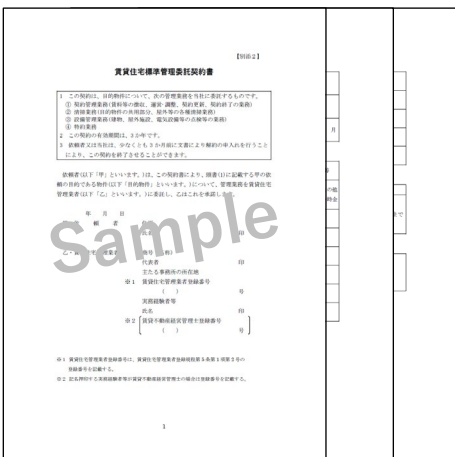 【別添2】
賃貸住宅標準管理委託契約書
1 この契約は、目的物件について、次の管理業務を当社に委託するものです。
① 契約管理業務(賃料等の徴収、運営・調整、契約更新、契約終了の業務)
② 清掃業務(目的物件の共用部分、屋外等の各種清掃業務)
③ 設備管理業務(建物、屋外施設、電気設備等の点検等の業務)
④ 特約業務
2 この契約の有効期間は、3か年です。
3 依頼者又は当社は、少なくとも3か月前に文書により解約の申入れを行うこと
により、この契約を終了させることができます。
依頼者(以下「甲」といいます。)は、この契約書により、頭書(1)に記載する甲の依
頼の目的である物件(以下「目的物件」といいます。)について、管理業務を賃貸住宅
管理業者(以下「乙」といいます。)に委託し、乙はこれを承諾します。
年 月 日
頼 者
氏名 印
乙・賃 住宅 理業者 商号( 称)
代表者 印
主たる事務所の所在地
※1 賃貸住宅管理業者登録番号
( ) 号
実務経験者等
氏名 印
※2 賃貸不動産経営管理士登録番号
( ) 号
※1 賃貸住宅管理業者登録番号は、賃貸住宅管理業者登録規程第5条第1項第2号の
登録番号を記載する。
※2 記名押印する実務経験者等が賃貸不動産経営管理士の場合は登録番号を記載する。
1
Sample
月
まで